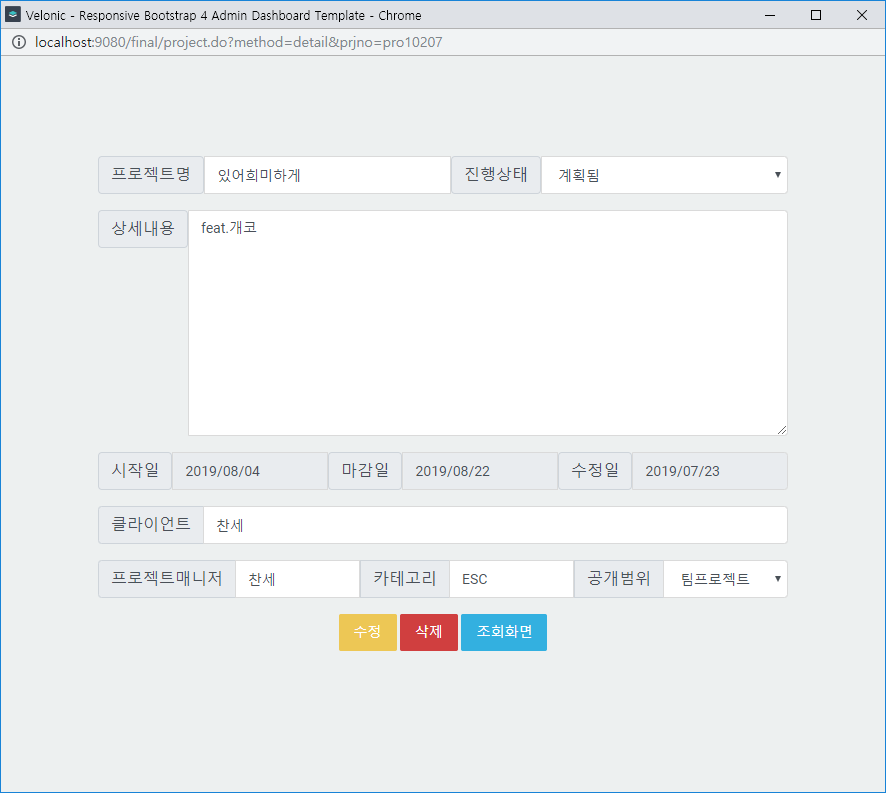 Velonic - Responsive Bootstrap 4 Admin Dashboard Template - Chrome
localhost:9080/final/project.do?method=detail&prjno=pro10207
프로젝트명 있어희미하게 진행상태 계획됨
상세내용 feat.개코
시작일 2019/08/04 마감일 2019/08/22 수정일 2019/07/23
클라이언트 찬세
프로젝트매니저 찬세 카테고리 ESC 공개범위 팀프로젝트
수정 삭제 조회화면